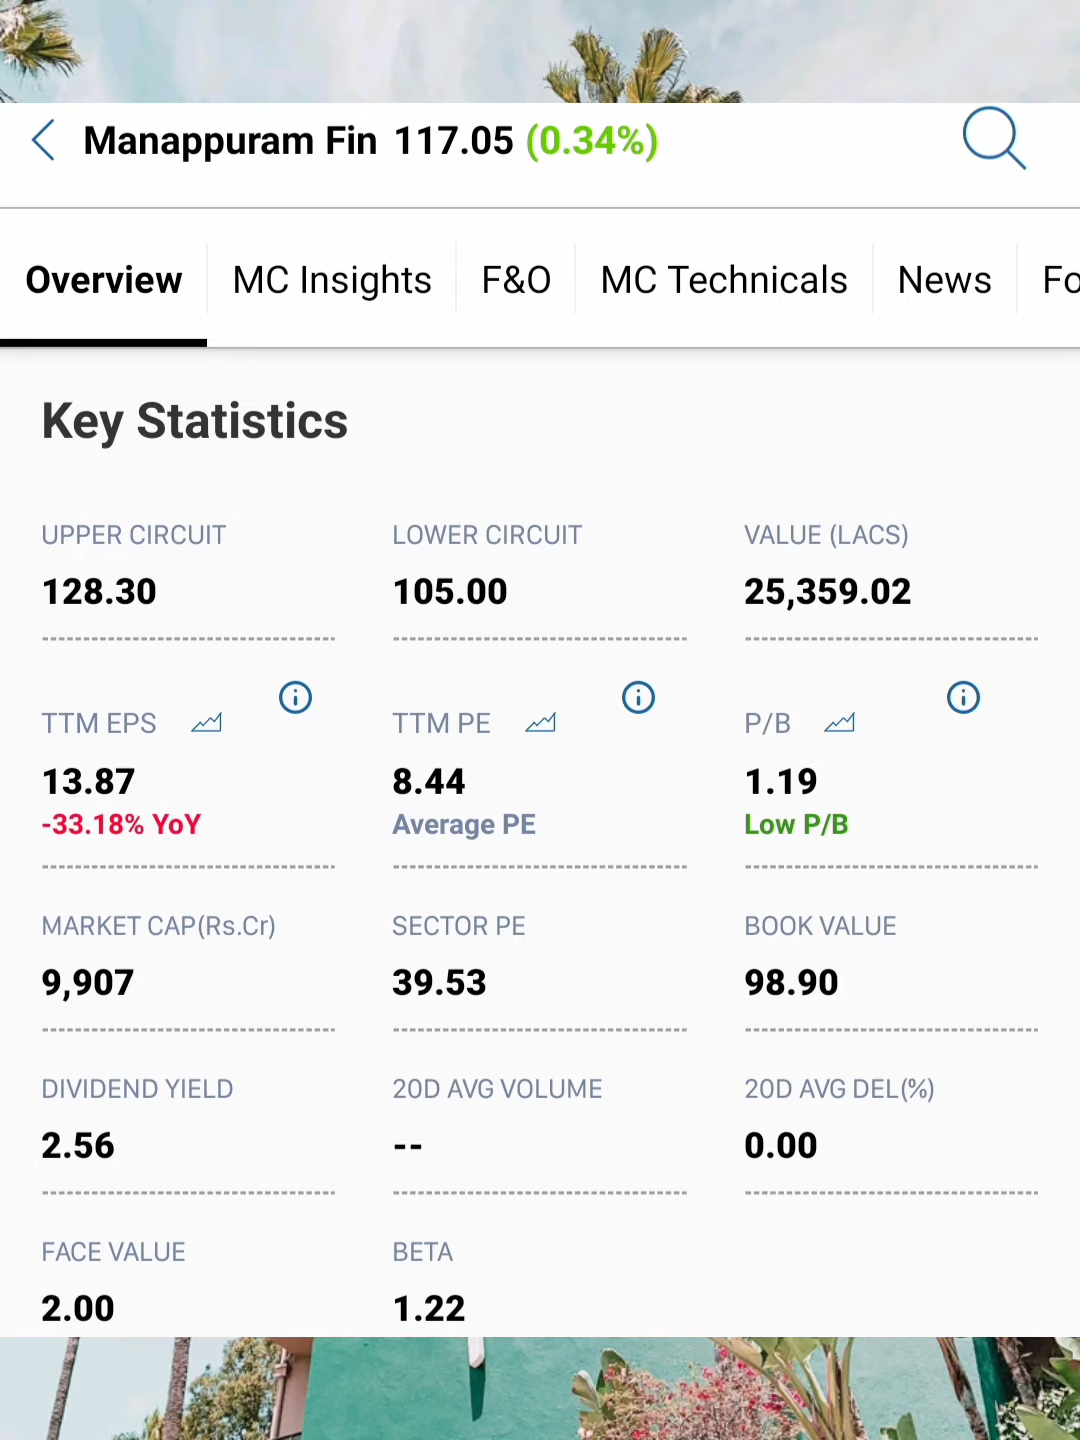 Manappuram Fin 117.05 (0.34%)
Overview MC Insights F&O MC Technicals News Fo
Key Statistics
UPPER CIRCUIT LOWER CIRCUIT VALUE (LACS)
128.30 105.00 25,359.02
TTM EPS TTM PE P/B
13.87 8.44 1.19
-33.18% YoY Average PE Low P/B
MARKET CAP(Rs.Cr) SECTOR PE BOOK VALUE
9,907 39.53 98.90
DIVIDEND YIELD 20D AVG VOLUME 20D AVG DEL(%)
2.56 -- 0.00
FACE VALUE BETA
2.00 1.22